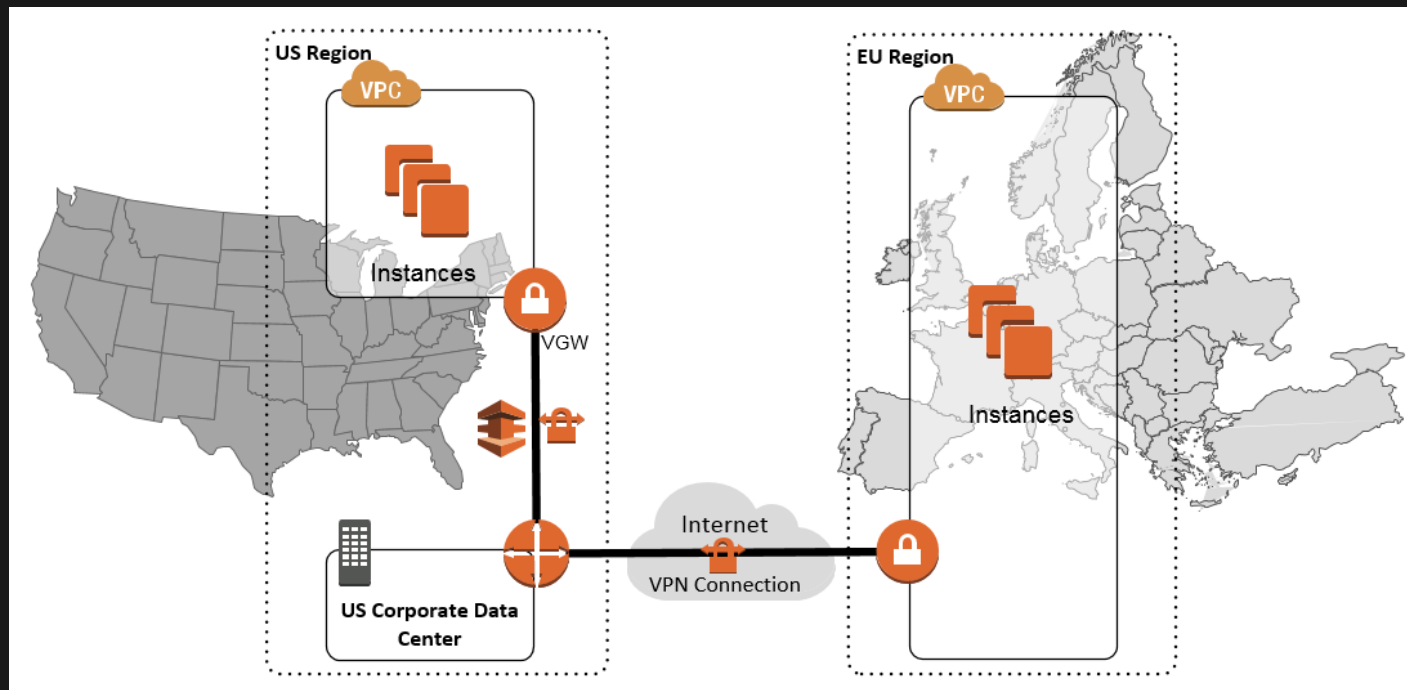 US Region
VPC
Instances
VGW
US Corporate Data
Center
Internet
VPN Connection
EU Region
VPC
Instances